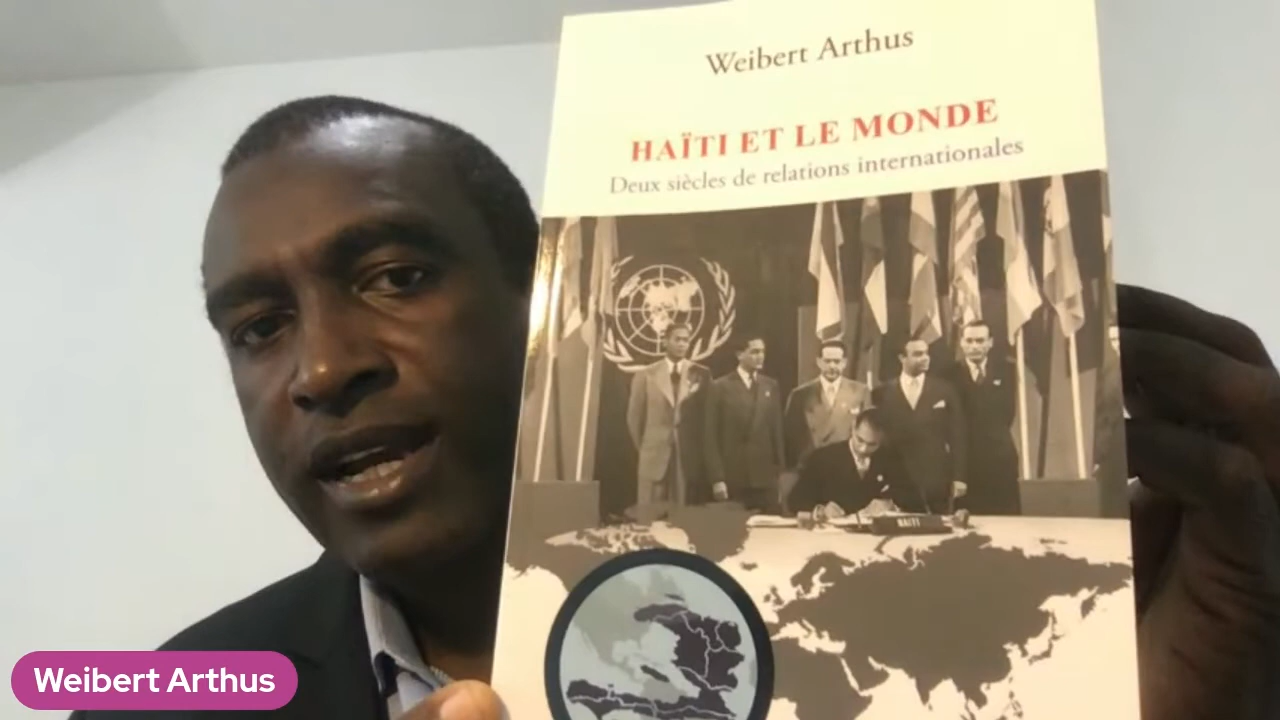 Weibert Arthus
HAÏTI ET LE MONDE
Deux siècles de relations internationales
HAITI
Weibert Arthus